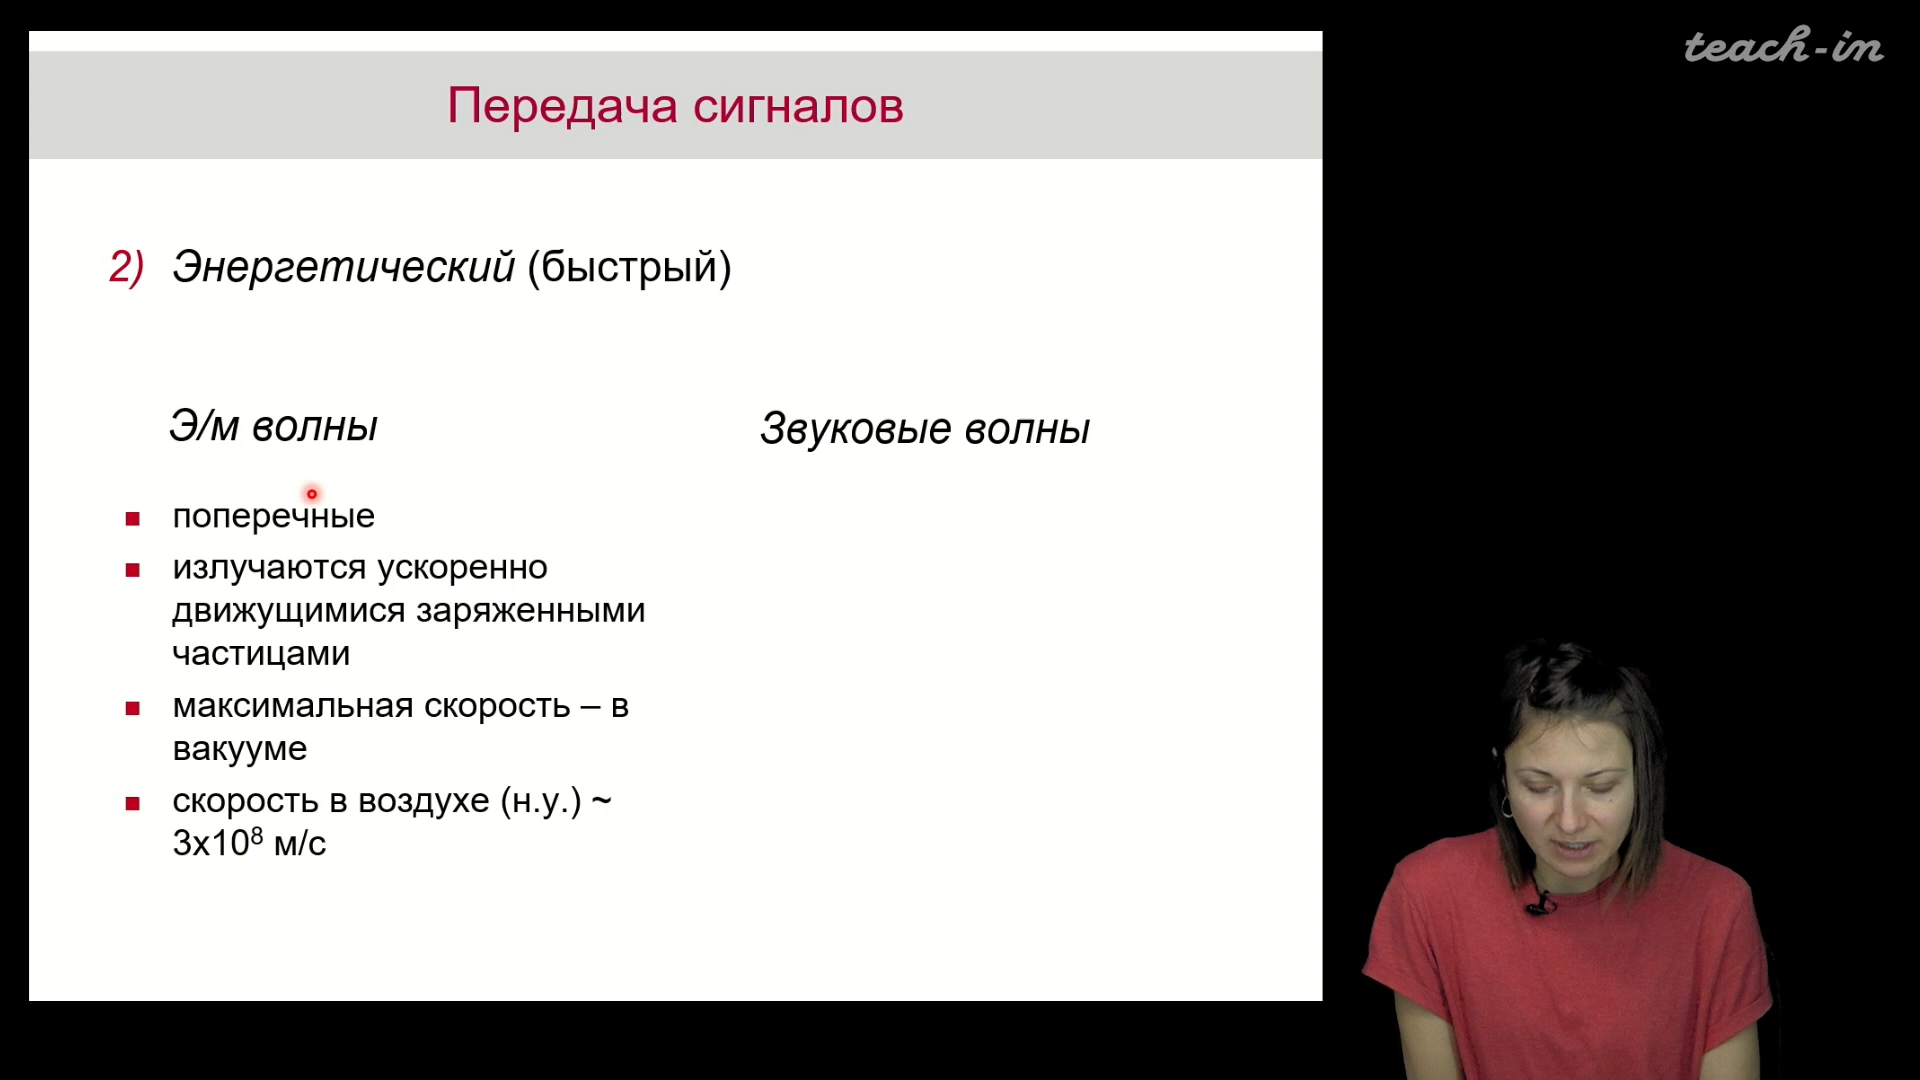 teach-in
Передача сигналов
2) Энергетический (быстрый)
Э/м волны
Звуковые волны
поперечные
излучаются ускоренно
движущимися заряженными
частицами
максимальная скорость – в
вакууме
скорость в воздухе (н.у.) ~
3х10⁸ м/с